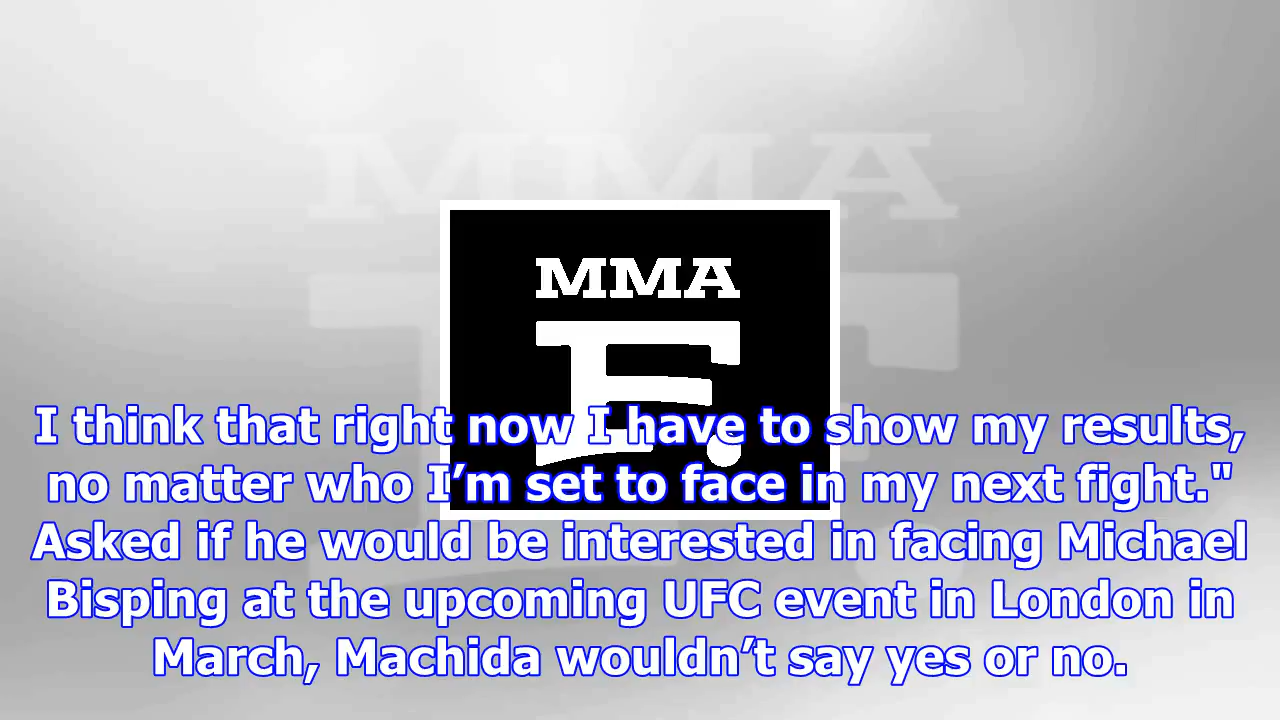 MMA
MMA
F.
I think that right now I have to show my results,
no matter who I’m set to face in my next fight."
Asked if he would be interested in facing Michael
Bisping at the upcoming UFC event in London in
March, Machida wouldn’t say yes or no.